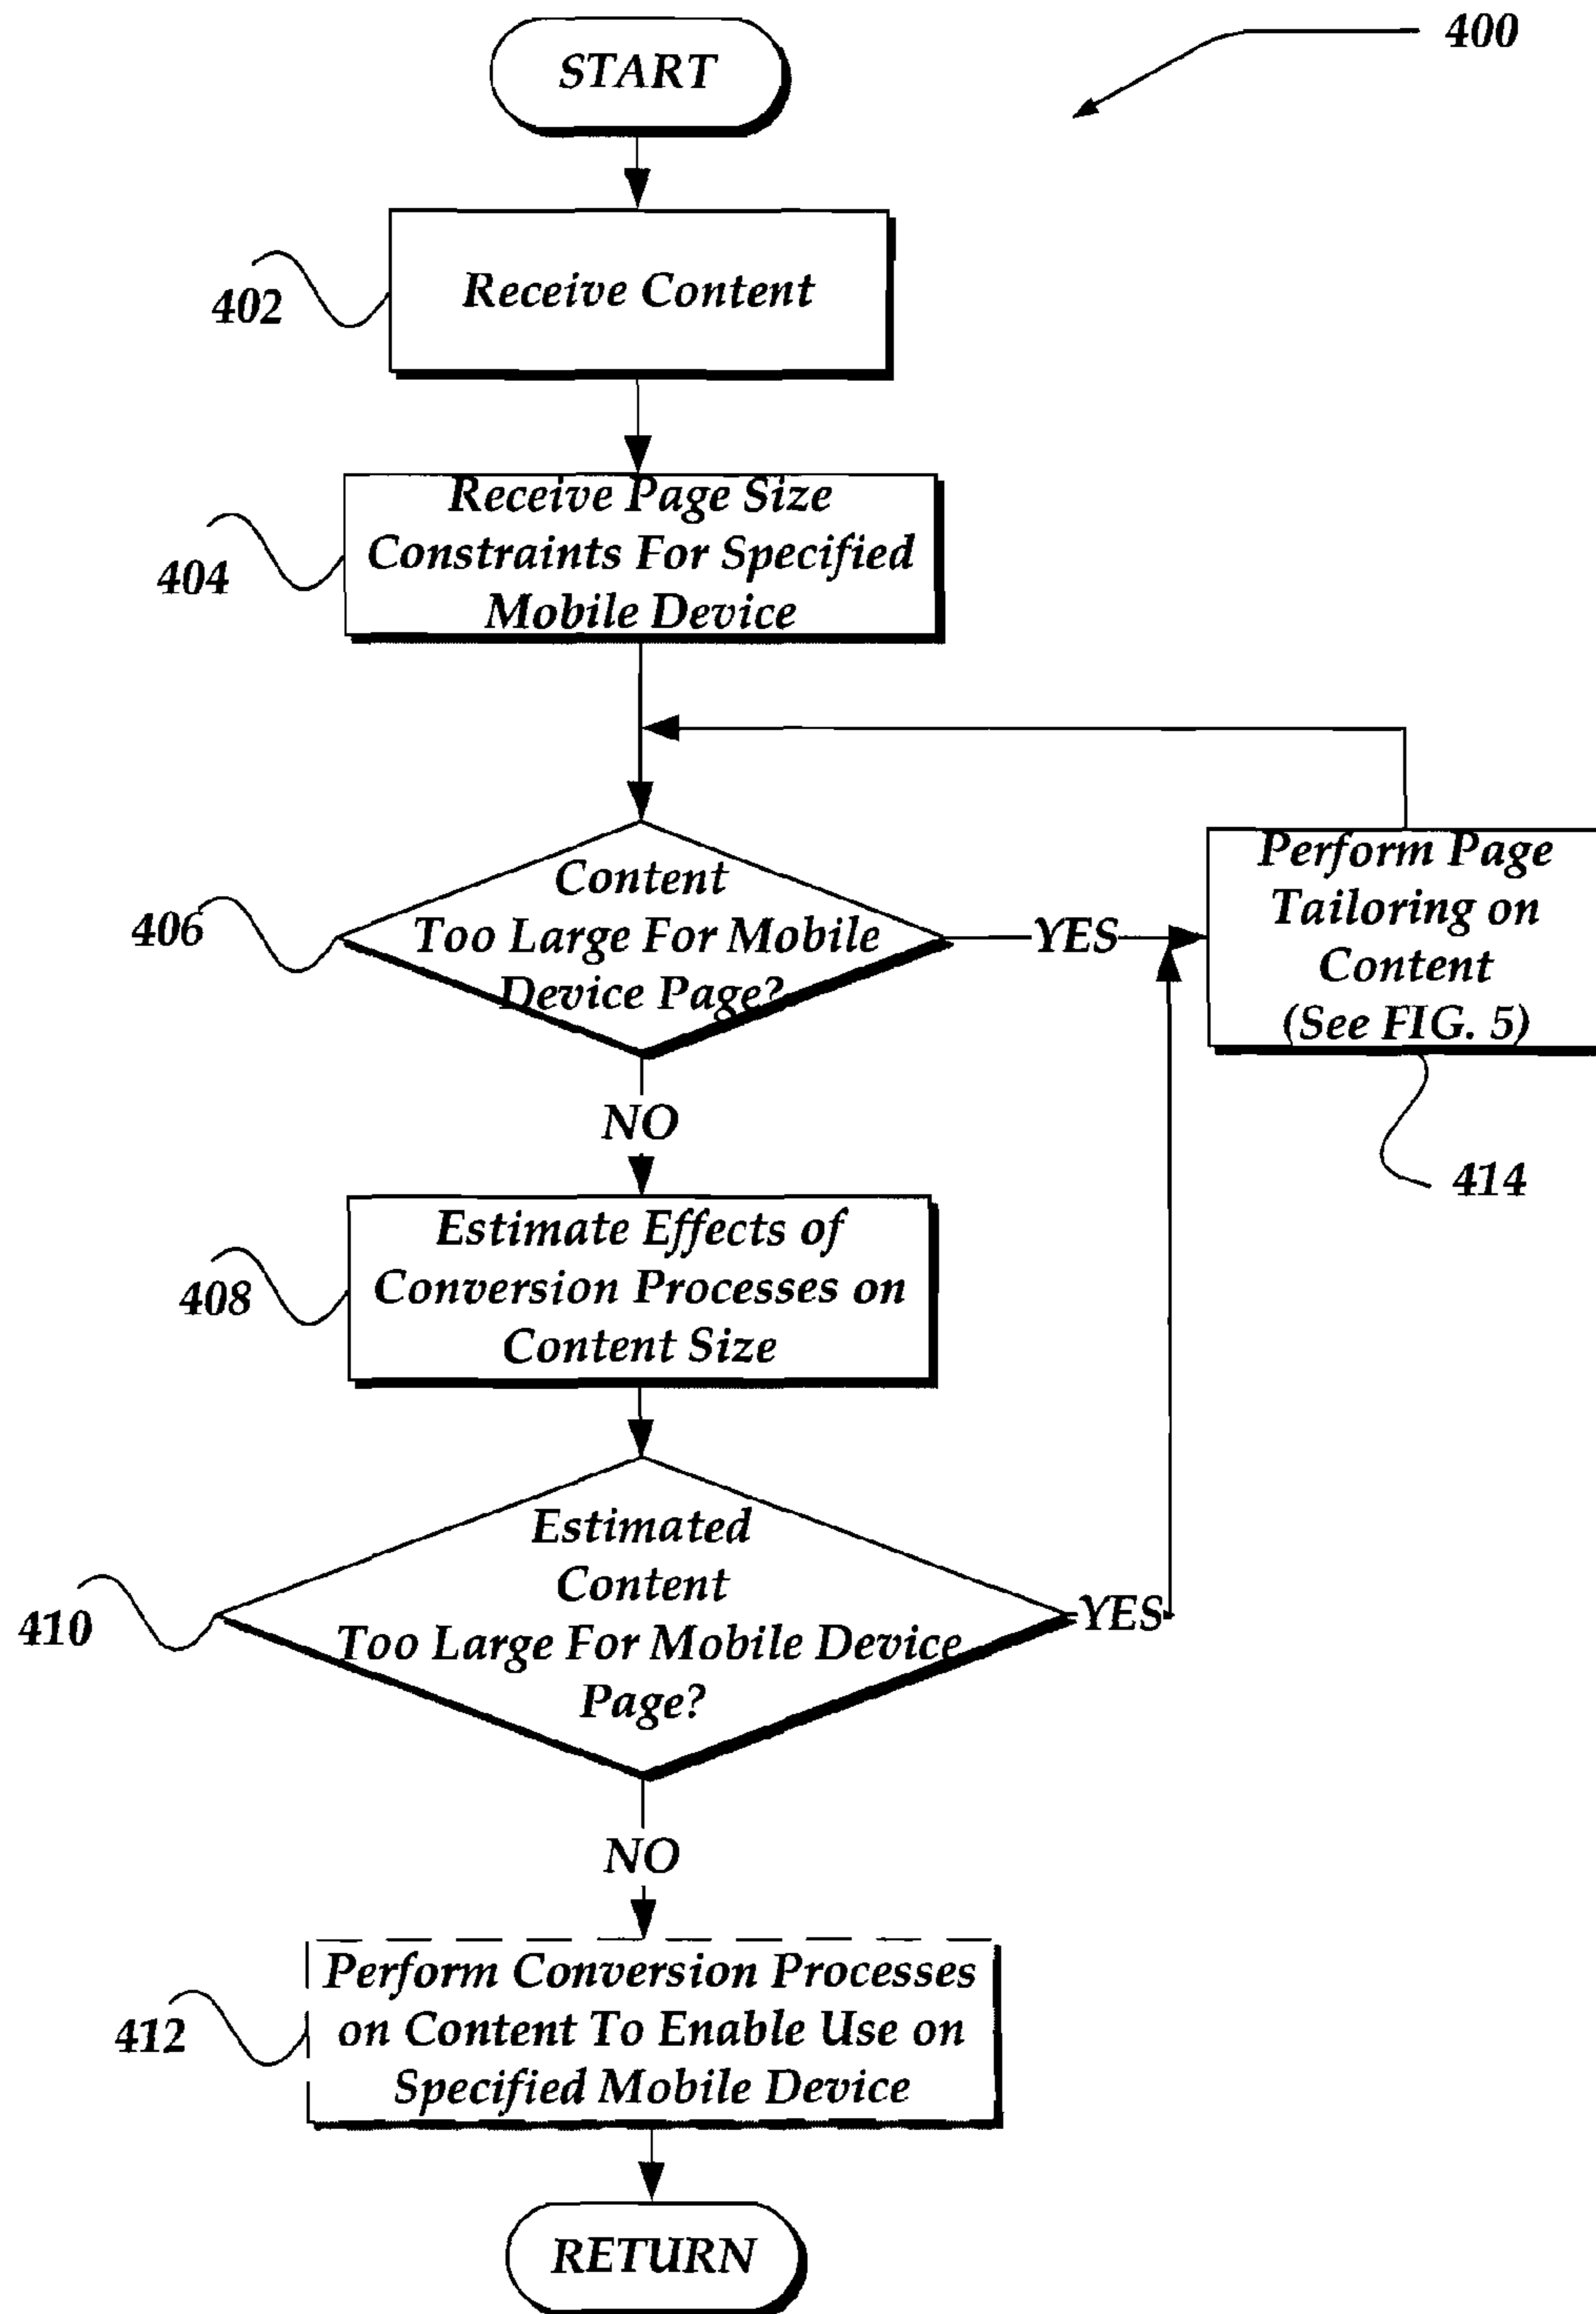 START
400
Receive Content
402
Receive Page Size
Constraints For Specified
Mobile Device
404
Content
Too Large For Mobile
Device Page?
406
YES
Perform Page
Tailoring on
Content
(See FIG. 5)
414
NO
Estimate Effects of
Conversion Processes on
Content Size
408
Estimated
Content
Too Large For Mobile Device
Page?
410
YES
NO
Perform Conversion Processes
on Content To Enable Use on
Specified Mobile Device
412
RETURN